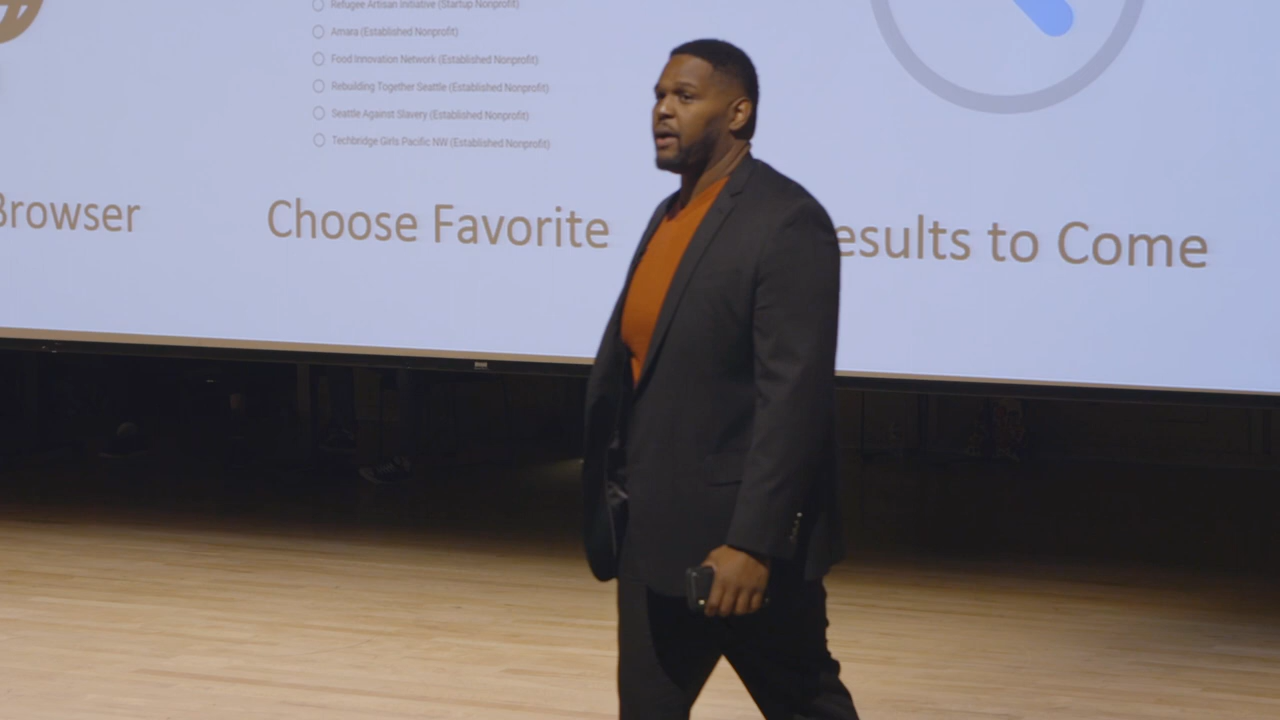 Refugee Artisan Initiative (Startup Nonprofit)
Amara (Established Nonprofit)
Food Innovation Network (Established Nonprofit)
Rebuilding Together Seattle (Established Nonprofit)
Seattle Against Slavery (Established Nonprofit)
Techbridge Girls Pacific NW (Established Nonprofit)
Browser
Choose Favorite
esults to Come